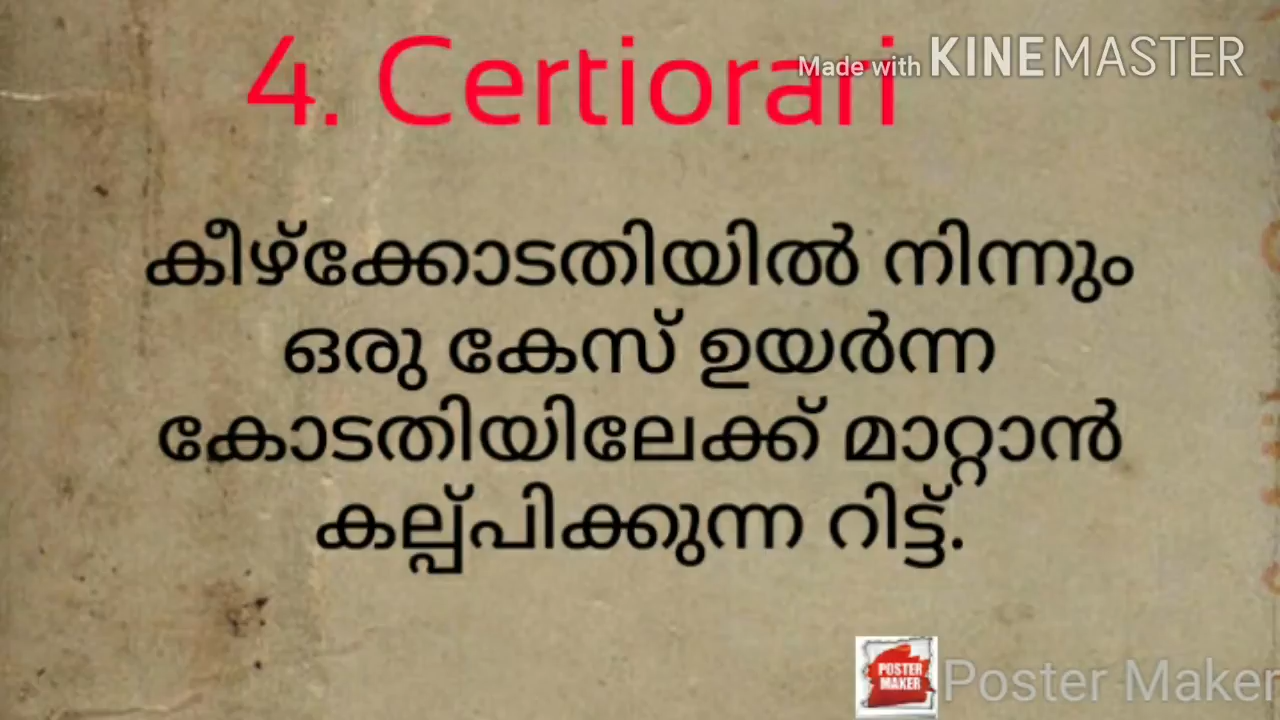 4. Certiorari
Made with KINEMASTER
കീഴ്ക്കോടതിയിൽ നിന്നും
ഒരു കേസ് ഉയർന്ന
കോടതിയിലേക്ക് മാറ്റാൻ
കല്പ്പിക്കുന്ന റിട്ട്.
POSTER
MAKER
Poster Maker